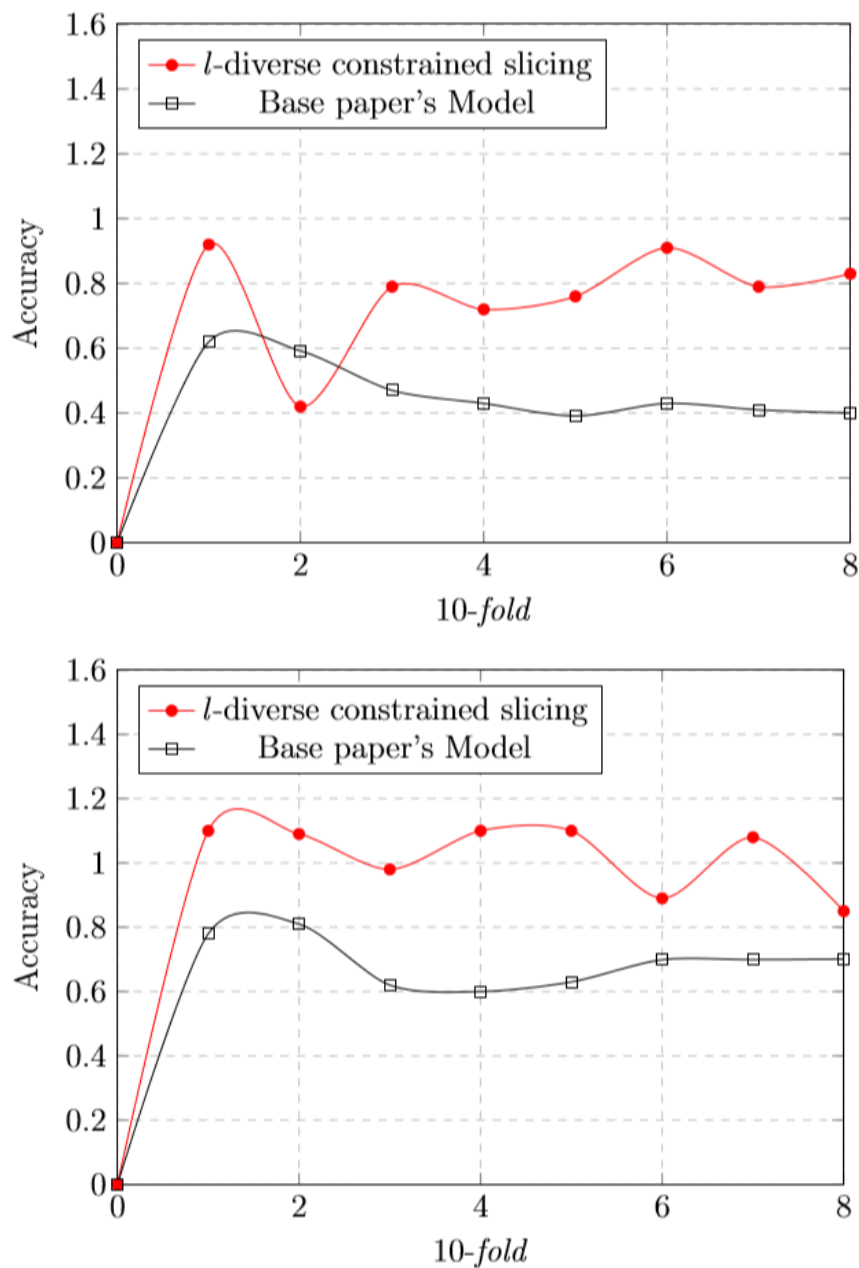 1.6
1.4
1.2
1
0.8
0.6
0.4
0.2
0
l-diverse constrained slicing
Base paper's Model
Accuracy
0 2 4 6 8
10-fold
1.6
1.4
1.2
1
0.8
0.6
0.4
0.2
0
l-diverse constrained slicing
Base paper's Model
Accuracy
0 2 4 6 8
10-fold